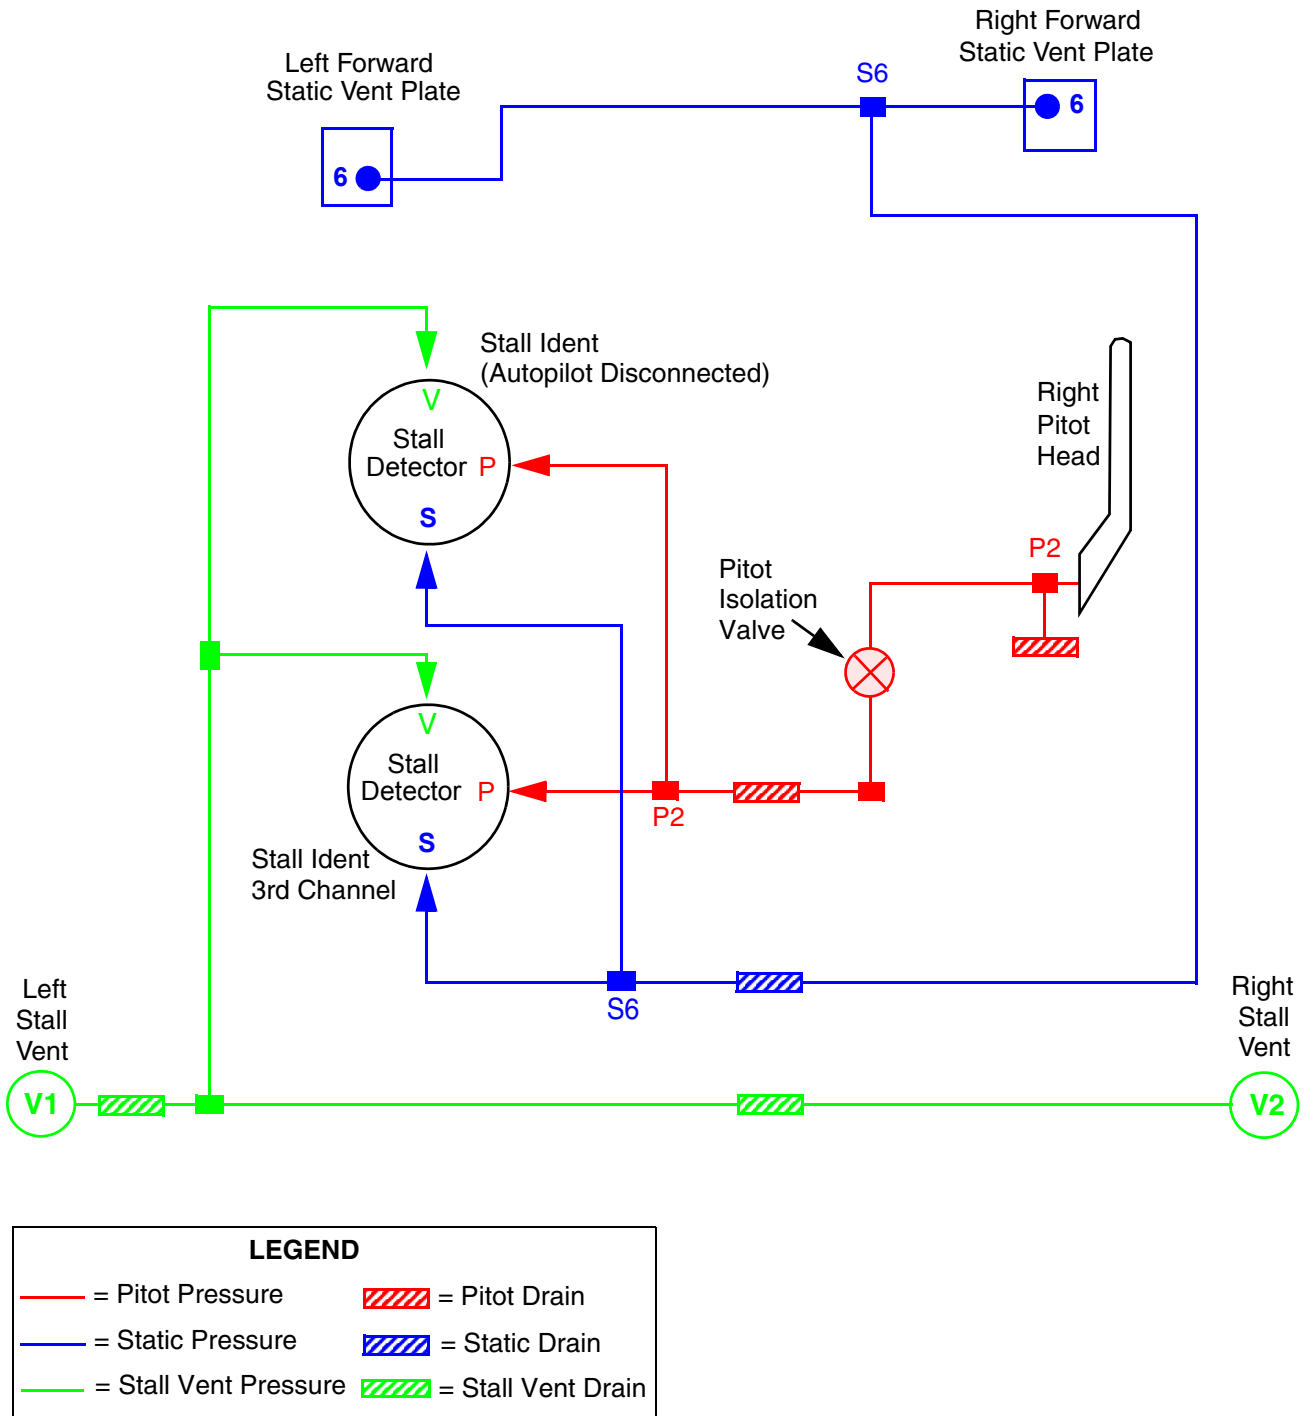 Right Forward
Static Vent Plate
Left Forward
Static Vent Plate
S6
6
6
Stall Ident
(Autopilot Disconnected)
V
Stall
Detector
P
S
Right
Pitot
Head
P2
Pitot
Isolation
Valve
V
Stall
Detector
P
S
P2
Stall Ident
3rd Channel
S6
Left
Stall
Vent
V1
Right
Stall
Vent
V2
LEGEND
= Pitot Pressure
= Pitot Drain
= Static Pressure
= Static Drain
= Stall Vent Pressure
= Stall Vent Drain